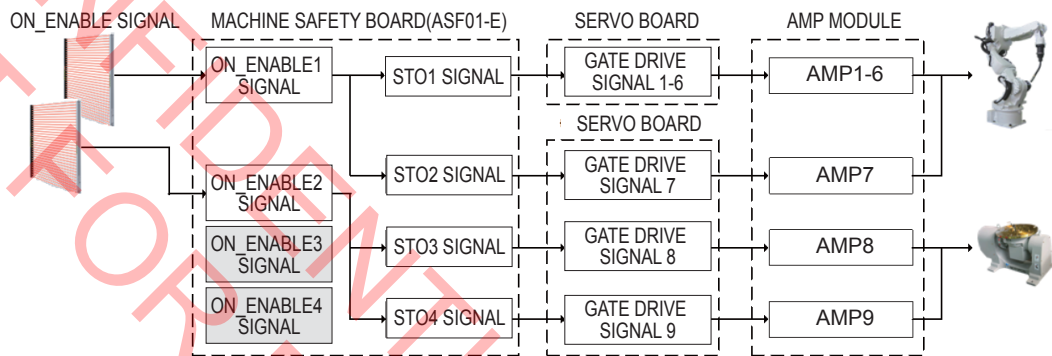 ON_ENABLE SIGNAL
MACHINE SAFETY BOARD(ASF01-E)
SERVO BOARD
AMP MODULE
ON_ENABLE1
SIGNAL
STO1 SIGNAL
GATE DRIVE
SIGNAL 1-6
AMP1-6
SERVO BOARD
ON_ENABLE2
SIGNAL
STO2 SIGNAL
GATE DRIVE
SIGNAL 7
AMP7
ON_ENABLE3
SIGNAL
STO3 SIGNAL
GATE DRIVE
SIGNAL 8
AMP8
ON_ENABLE4
SIGNAL
STO4 SIGNAL
GATE DRIVE
SIGNAL 9
AMP9
NFIDENTI
FOR